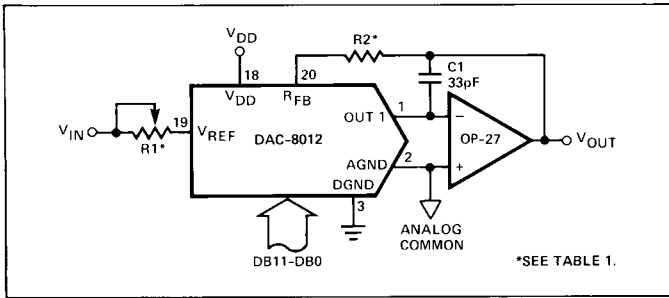 VDD
18
20
R2*
C1
33pF
VDD
RFB
VIN
R1*
19
VREF
DAC-8012
OUT 1
1
−
OP-27
+
VOUT
AGND
2
DGND
3
ANALOG
COMMON
DB11-DB0
*SEE TABLE 1.